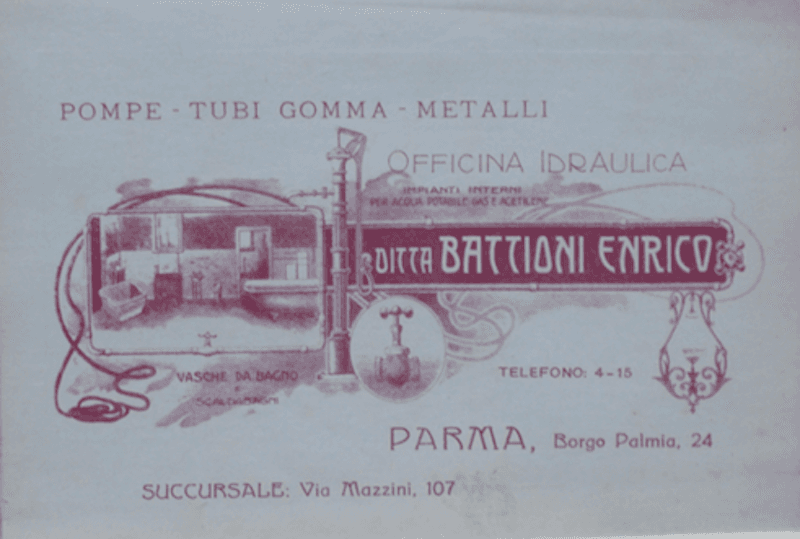 POMPE - TUBI GOMMA - METALLI
OFFICINA IDRAULICA
IMPIANTI INTERNI
PER ACQUA POTABILE GAS E ACETILENE
DITTA BATTIONI ENRICO
VASCHE DA BAGNO
E
SCALDABAGNI
TELEFONO: 4-15
PARMA, Borgo Palmia, 24
SUCCURSALE: Via Mazzini, 107